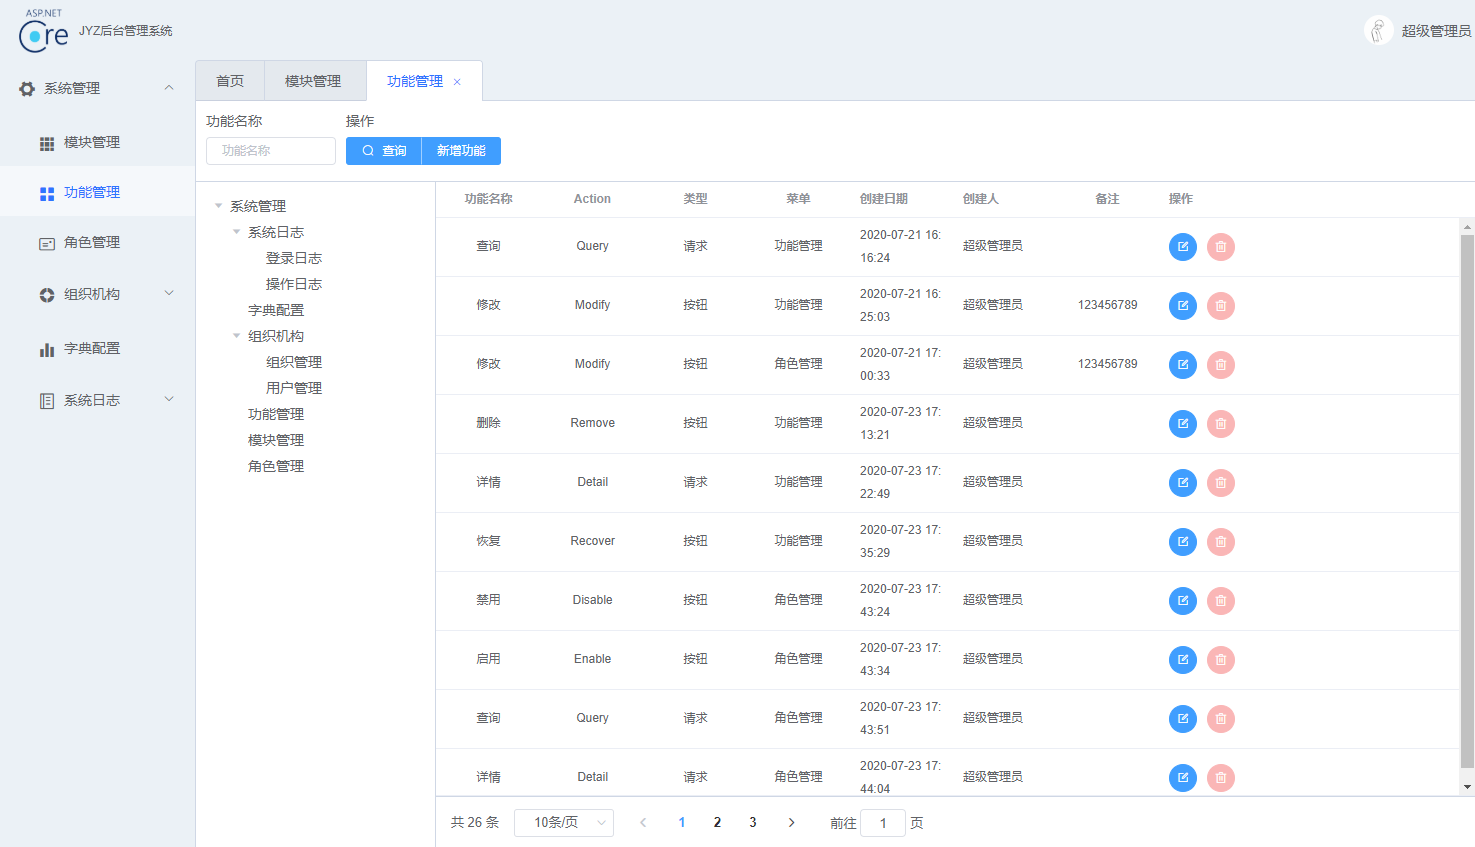 ASP.NET
Core
JYZ后台管理系统
超级管理员
系统管理
模块管理
功能管理
角色管理
组织机构
字典配置
系统日志
首页 模块管理 功能管理 ×
功能名称 操作
功能名称 查询 新增功能
系统管理
系统日志
登录日志
操作日志
字典配置
组织机构
组织管理
用户管理
功能管理
模块管理
角色管理
功能名称 Action 类型 菜单 创建日期 创建人 备注 操作
查询 Query 请求 功能管理 2020-07-21 16:
16:24 超级管理员
修改 Modify 按钮 功能管理 2020-07-21 16:
25:03 超级管理员 123456789
修改 Modify 按钮 角色管理 2020-07-21 17:
00:33 超级管理员 123456789
删除 Remove 按钮 功能管理 2020-07-23 17:
13:21 超级管理员
详情 Detail 请求 功能管理 2020-07-23 17:
22:49 超级管理员
恢复 Recover 按钮 功能管理 2020-07-23 17:
35:29 超级管理员
禁用 Disable 按钮 角色管理 2020-07-23 17:
43:24 超级管理员
启用 Enable 按钮 角色管理 2020-07-23 17:
43:34 超级管理员
查询 Query 请求 角色管理 2020-07-23 17:
43:51 超级管理员
详情 Detail 请求 角色管理 2020-07-23 17:
44:04 超级管理员
共 26 条 10条/页 1 2 3 前往 1 页